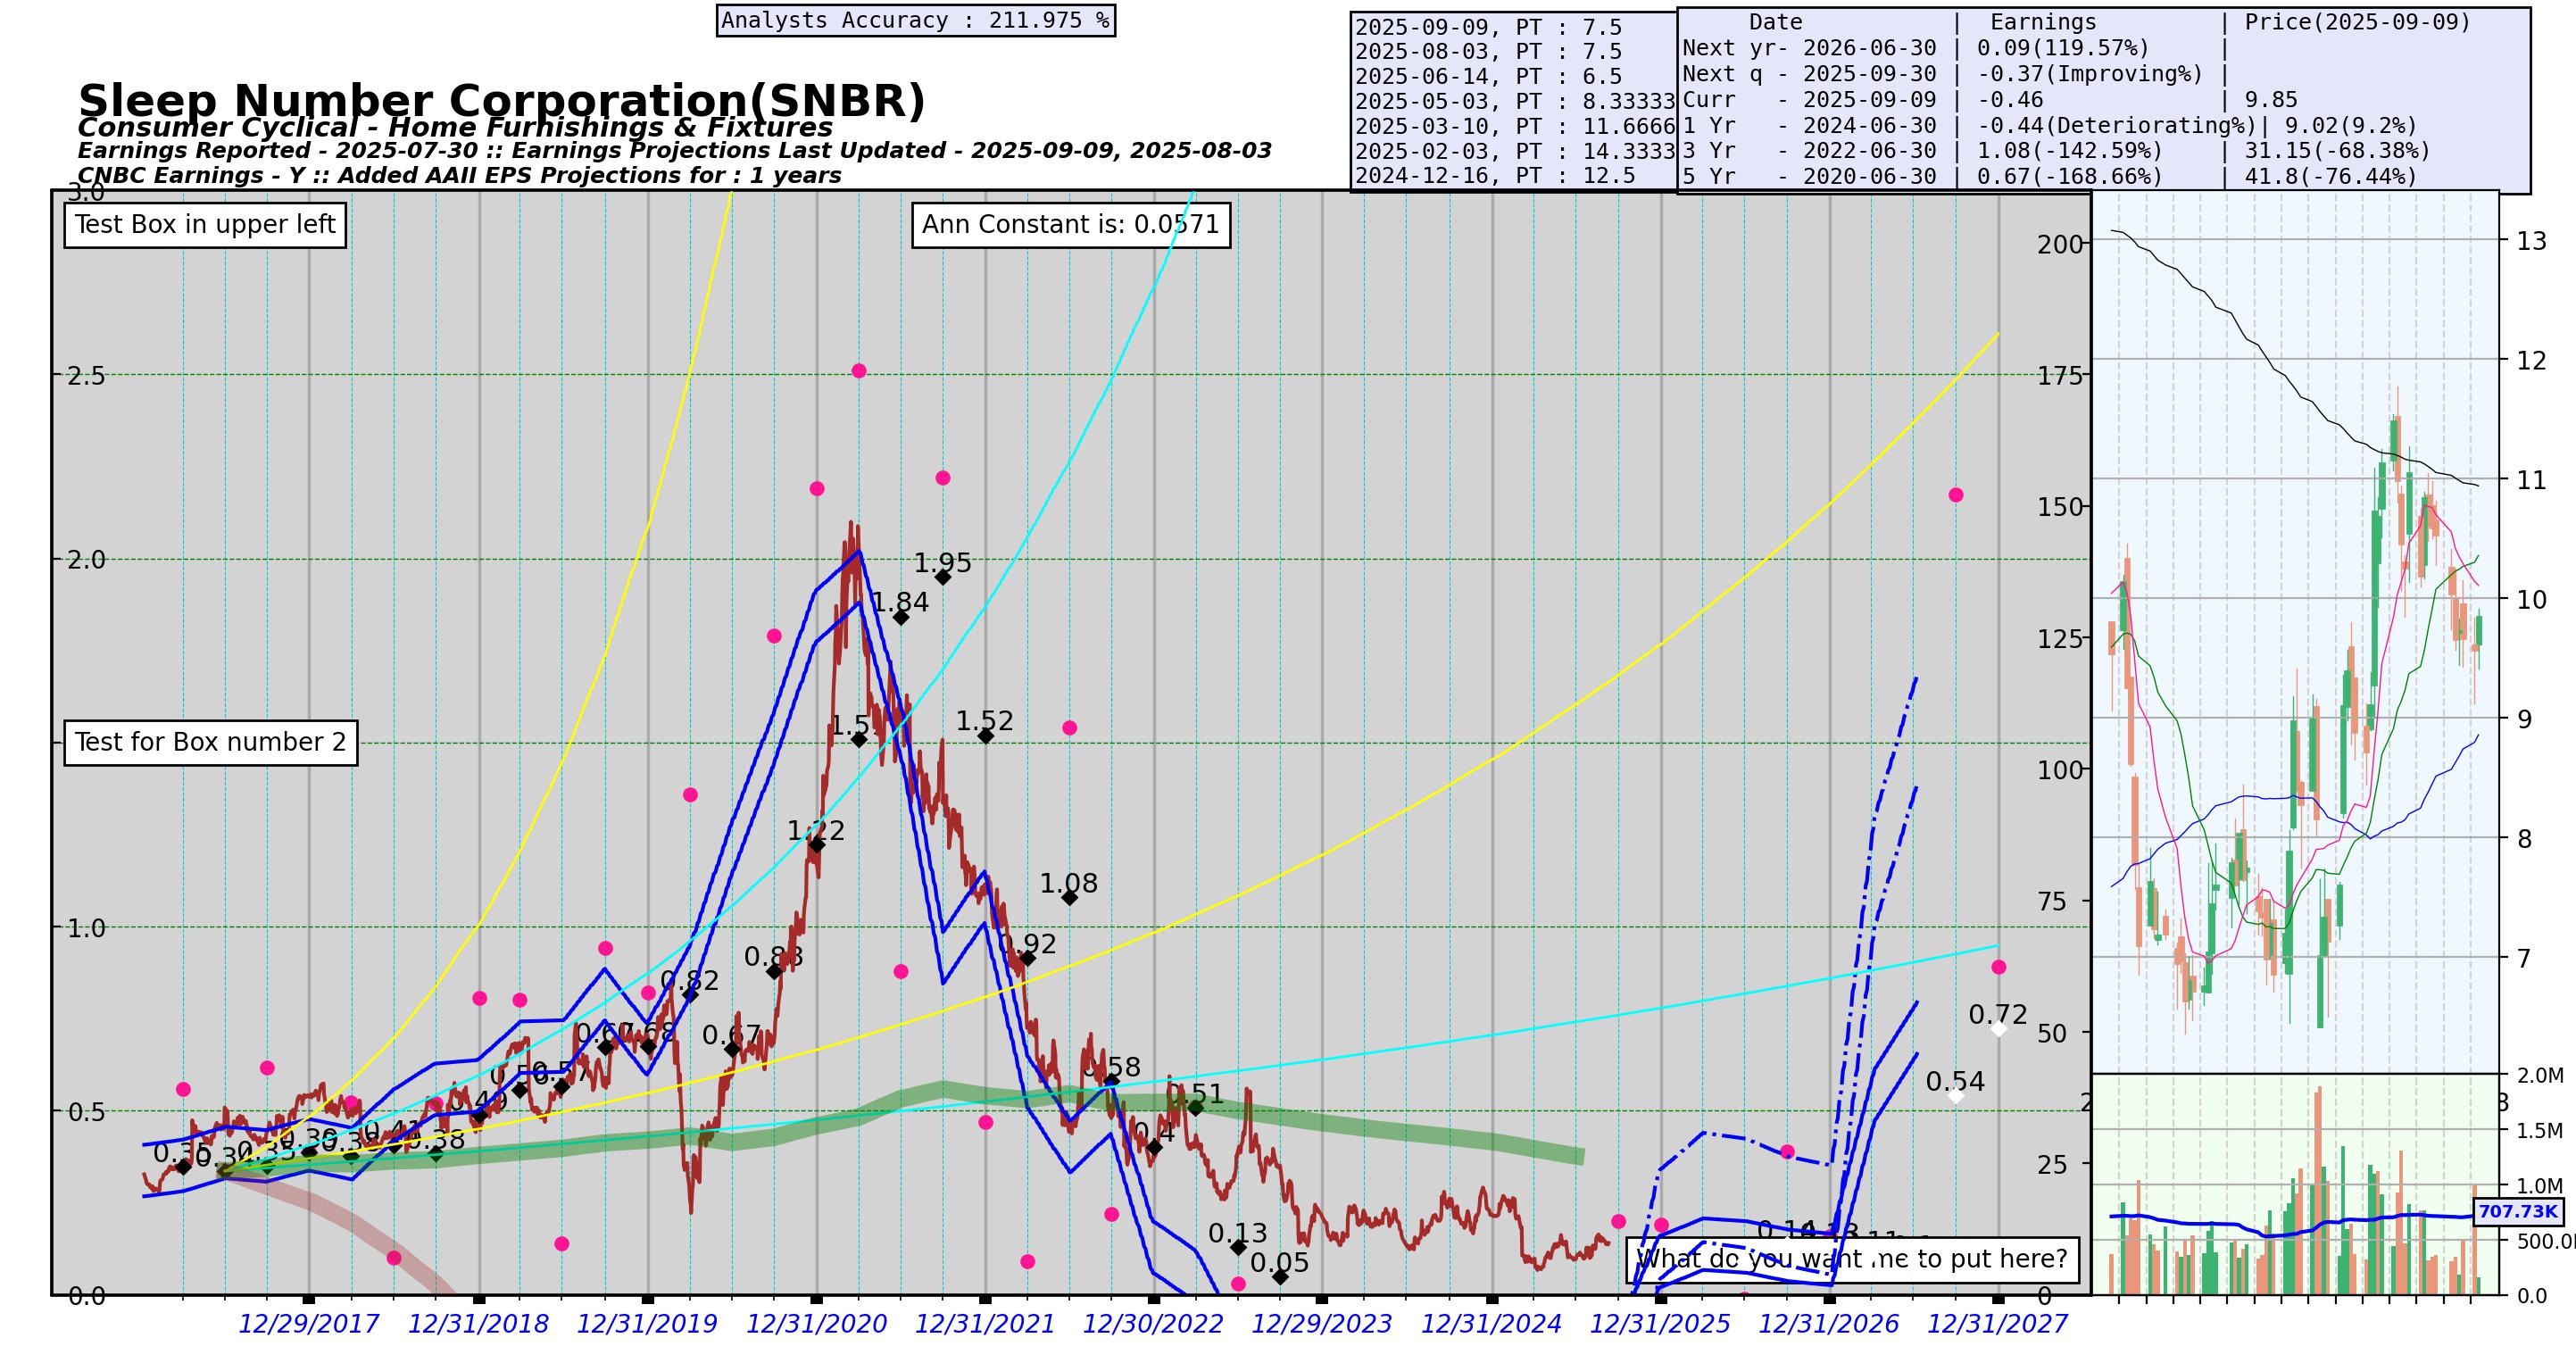 Analysts Accuracy : 211.975 %
2025-09-09, PT : 7.5
2025-08-03, PT : 7.5
2025-06-14, PT : 6.5
2025-05-03, PT : 8.33333
2025-03-10, PT : 11.6666
2025-02-03, PT : 14.3333
2024-12-16, PT : 12.5
Date | Earnings | Price(2025-09-09)
Next yr- 2026-06-30 | 0.09(119.57%) |
Next q - 2025-09-30 | -0.37(Improving%) |
Curr - 2025-09-09 | -0.46 | 9.85
1 Yr - 2024-06-30 | -0.44(Deteriorating%)| 9.02(9.2%)
3 Yr - 2022-06-30 | 1.08(-142.59%) | 31.15(-68.38%)
5 Yr - 2020-06-30 | 0.67(-168.66%) | 41.8(-76.44%)
Sleep Number Corporation(SNBR)
Consumer Cyclical - Home Furnishings & Fixtures
Earnings Reported - 2025-07-30 :: Earnings Projections Last Updated - 2025-09-09, 2025-08-03
CNBC Earnings - Y :: Added AAII EPS Projections for : 1 years
Test Box in upper left
Ann Constant is: 0.0571
Test for Box number 2
What do you want me to put here?
3.0
2.5
2.0
1.0
0.5
0.0
0.35
0.38
0.49
0.57
0.67
0.68
0.82
0.67
0.88
1.22
1.5
1.84
1.95
1.52
0.92
1.08
0.58
0.4
0.51
0.13
0.05
0.14
0.54
0.72
200
175
150
125
100
75
50
25
0
13
12
11
10
9
8
7
2.0M
1.5M
1.0M
707.73K
500.0
0.0
12/29/2017
12/31/2018
12/31/2019
12/31/2020
12/31/2021
12/30/2022
12/29/2023
12/31/2024
12/31/2025
12/31/2026
12/31/2027